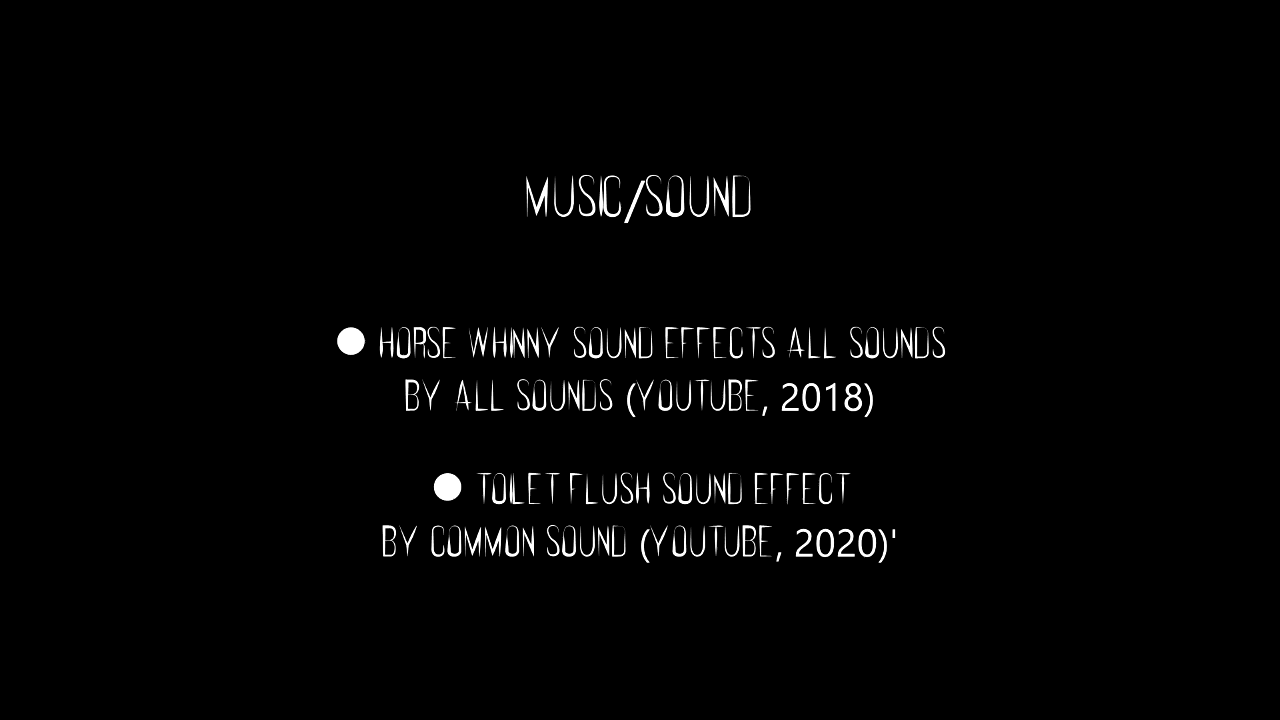 MUSIC/SOUND
● HORSE WHINNY SOUND EFFECTS ALL SOUNDS
BY ALL SOUNDS (YOUTUBE, 2018)
● TOILET FLUSH SOUND EFFECT
BY COMMON SOUND (YOUTUBE, 2020)'